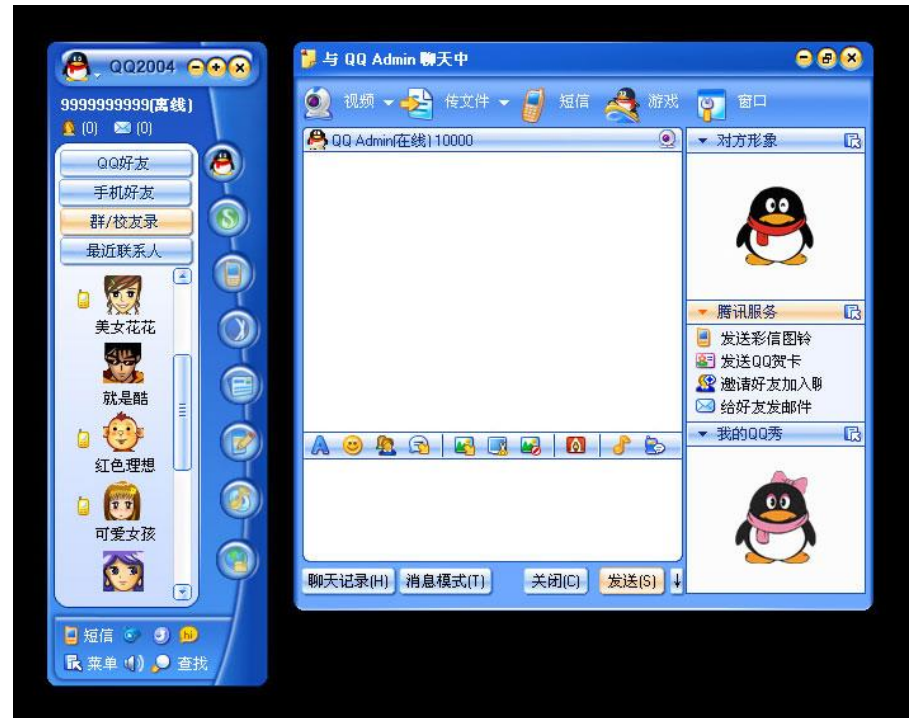 QQ2004
9999999999(离线)
(0) (0)
QQ好友
手机好友
群/校友录
最近联系人
美女花花
就是酷
红色理想
可爱女孩
短信 hi
菜单 查找
与 QQ Admin 聊天中
视频 传文件 短信 游戏 窗口
QQ Admin(在线)10000
对方形象
腾讯服务
发送彩信图铃
发送QQ贺卡
邀请好友加入聊
给好友发邮件
我的QQ秀
聊天记录(H) 消息模式(T) 关闭(C) 发送(S)